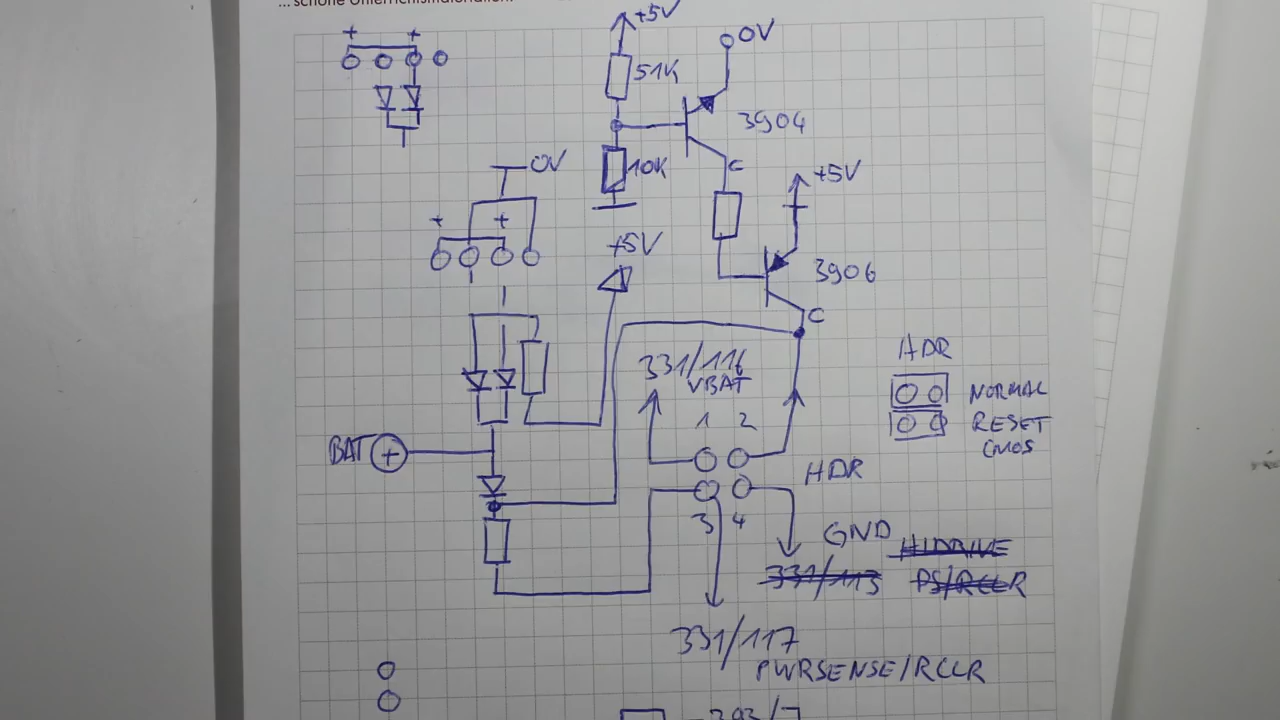 ... schöne Unterrichtsmaterialien.
+ +
+5V
0V
51K
3904
10K
C
0V
+5V
+ +
+5V
3906
C
331/116
VBAT
HDR
1 2
NORMAL
RESET
CMOS
BAT +
HDR
3 4
GND HIDRIVE
331/113 PS/RCLR
331/117
PWRSENSE/RCLR